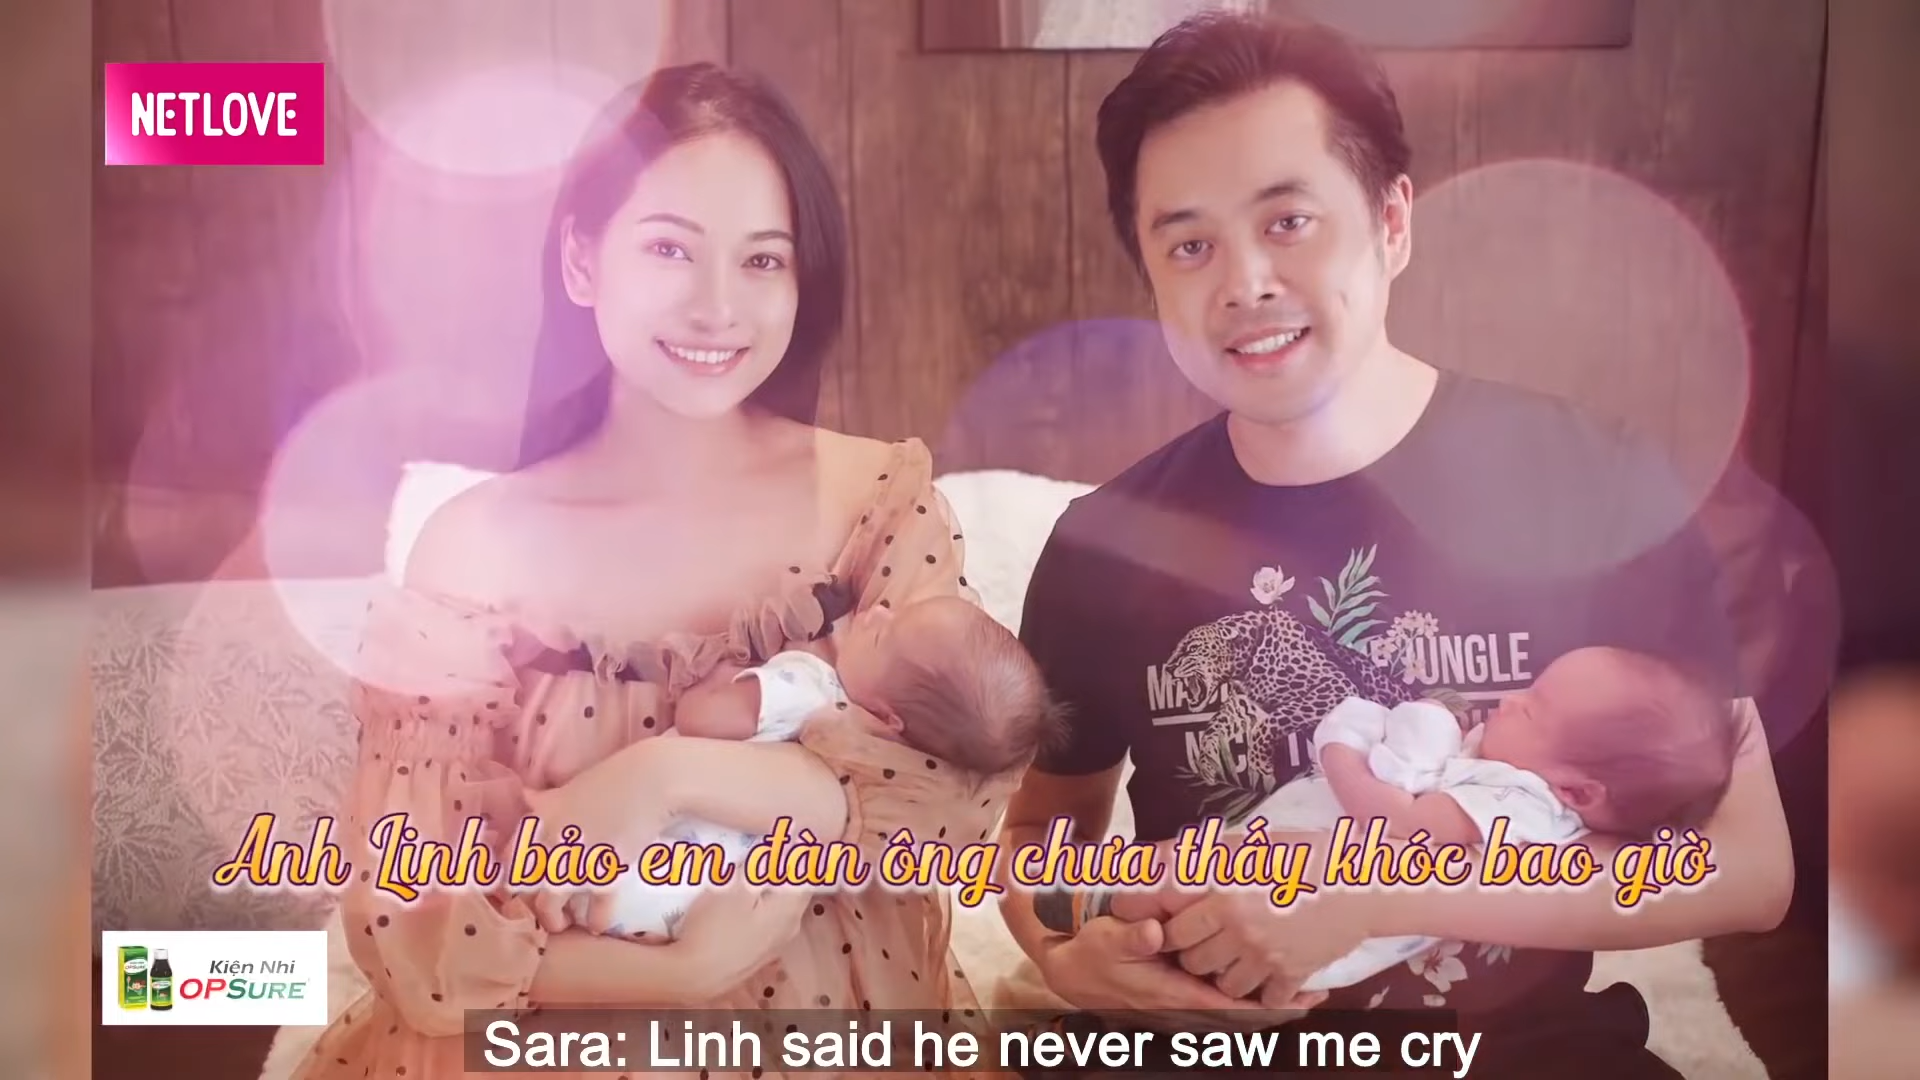 NETLOVE
JUNGLE
Anh Linh bảo em đàn ông chưa thấy khóc bao giờ
Kiện Nhi
OPSURE
Sara: Linh said he never saw me cry